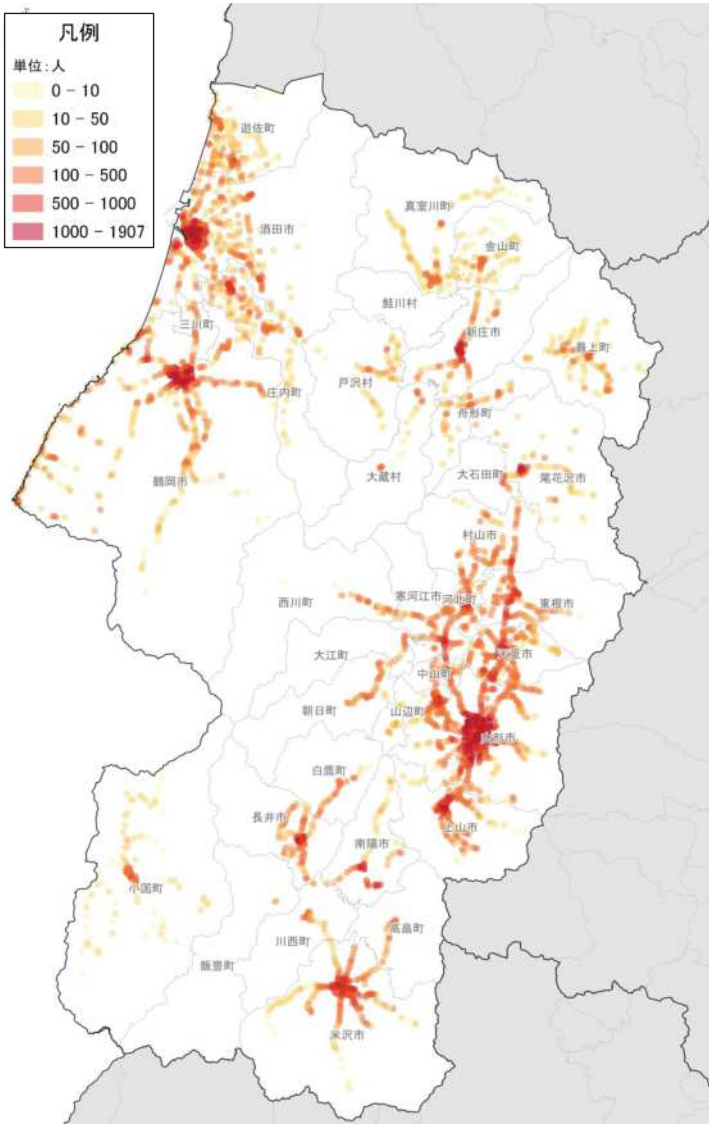 凡例
単位:人
0 - 10
10 - 50
50 - 100
100 - 500
500 - 1000
1000 - 1907
遊佐町
酒田市
真室川町
金山町
鮭川村
新庄市
最上町
三川町
戸沢村
庄内町
舟形町
大蔵村
大石田町
尾花沢市
鶴岡市
村山市
西川町
寒河江市
河北町
東根市
大江町
天童市
中山町
朝日町
山辺町
山形市
白鷹町
長井市
南陽市
上山市
小国町
川西町
高畠町
飯豊町
米沢市